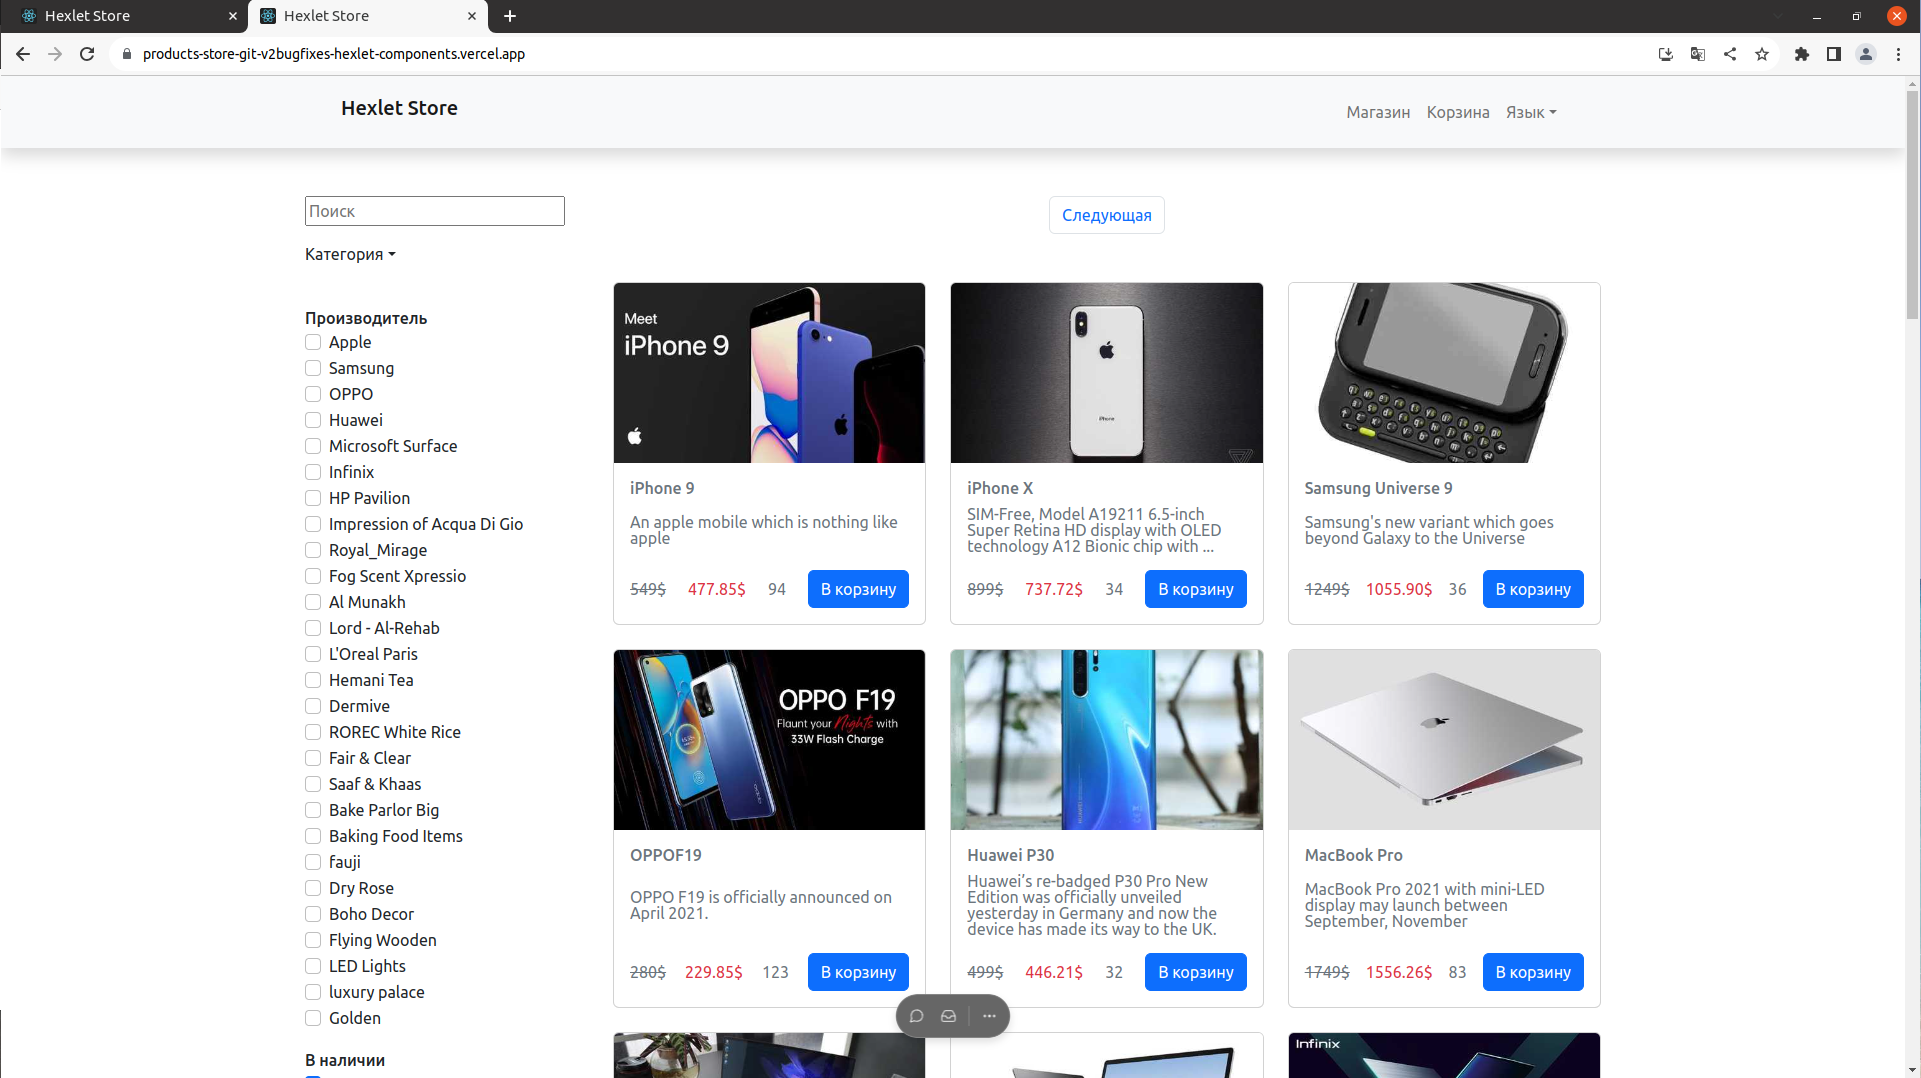 Hexlet Store
Hexlet Store
products-store-git-v2bugfixes-hexlet-components.vercel.app
Hexlet Store
Магазин
Корзина
Язык
Поиск
Следующая
Категория
Производитель
Apple
Samsung
OPPO
Huawei
Microsoft Surface
Infinix
HP Pavilion
Impression of Acqua Di Gio
Royal_Mirage
Fog Scent Xpressio
Al Munakh
Lord - Al-Rehab
L'Oreal Paris
Hemani Tea
Dermive
ROREC White Rice
Fair & Clear
Saaf & Khaas
Bake Parlor Big
Baking Food Items
fauji
Dry Rose
Boho Decor
Flying Wooden
LED Lights
luxury palace
Golden
В наличии
Meet
iPhone 9
iPhone 9
An apple mobile which is nothing like
apple
549$ 477.85$ 94 В корзину
iPhone
iPhone X
SIM-Free, Model A19211 6.5-inch
Super Retina HD display with OLED
technology A12 Bionic chip with ...
899$ 737.72$ 34 В корзину
Samsung Universe 9
Samsung's new variant which goes
beyond Galaxy to the Universe
1249$ 1055.90$ 36 В корзину
OPPO F19
Flaunt your Nights with
33W Flash Charge
OPPOF19
OPPO F19 is officially announced on
April 2021.
280$ 229.85$ 123 В корзину
Huawei P30
Huawei’s re-badged P30 Pro New
Edition was officially unveiled
yesterday in Germany and now the
device has made its way to the UK.
499$ 446.21$ 32 В корзину
MacBook Pro
MacBook Pro 2021 with mini-LED
display may launch between
September, November
1749$ 1556.26$ 83 В корзину
Infinix